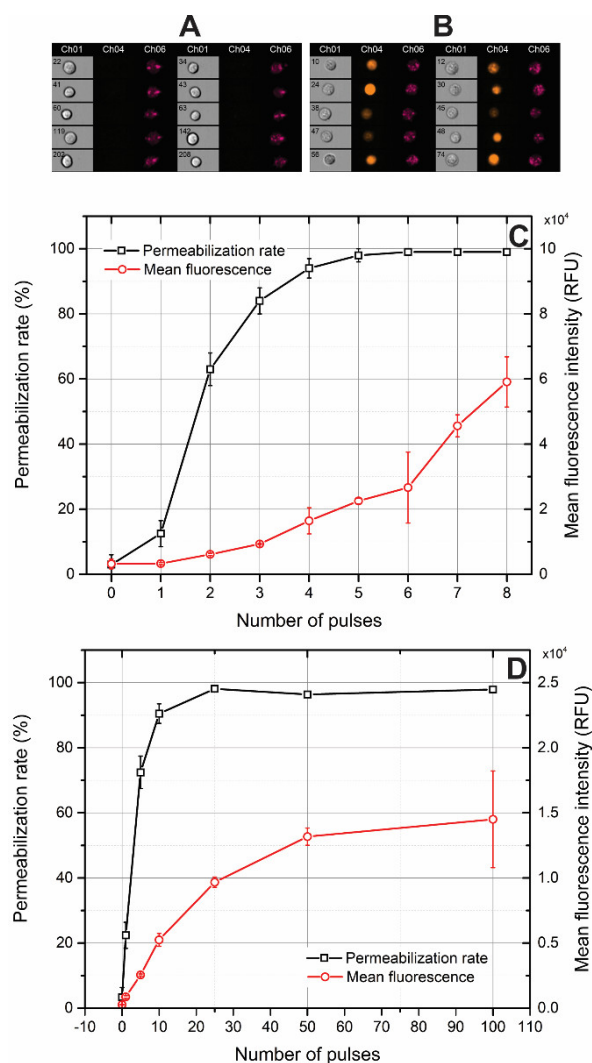 A
B
Ch01 Ch04 Ch06 Ch01 Ch04 Ch06
Ch01 Ch04 Ch06 Ch01 Ch04 Ch06
22 34
41 43
60 63
119 142
203 298
10 12
24 30
38 45
47 48
56 74
C
x10⁴
Permeabilization rate
Mean fluorescence
100
80
60
40
20
0
Permeabilization rate (%)
10
8
6
4
2
0
Mean fluorescence intensity (RFU)
0 1 2 3 4 5 6 7 8
Number of pulses
D
x10⁴
100
80
60
40
20
0
Permeabilization rate (%)
2.5
2.0
1.5
1.0
0.5
0.0
Mean fluorescence intensity (RFU)
Permeabilization rate
Mean fluorescence
-10 0 10 20 30 40 50 60 70 80 90 100
Number of pulses